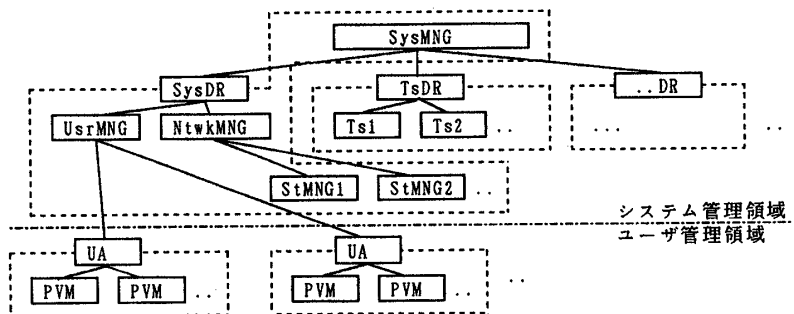 SysMNG
SysDR TsDR ..DR
UsrMNG NtwkMNG Ts1 Ts2 .. ... ..
StMNG1 StMNG2 ..
システム管理領域
ユーザ管理領域
UA UA
PVM PVM .. PVM PVM .. ..